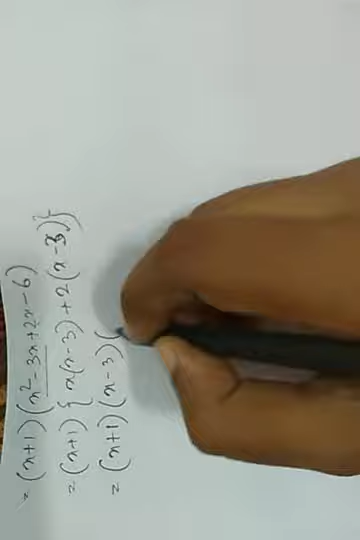 = (x+1) (x² - 3x + 2x - 6)
= (x+1) { x(x-3) + 2(x-3) }
= (x+1) (x-3) (